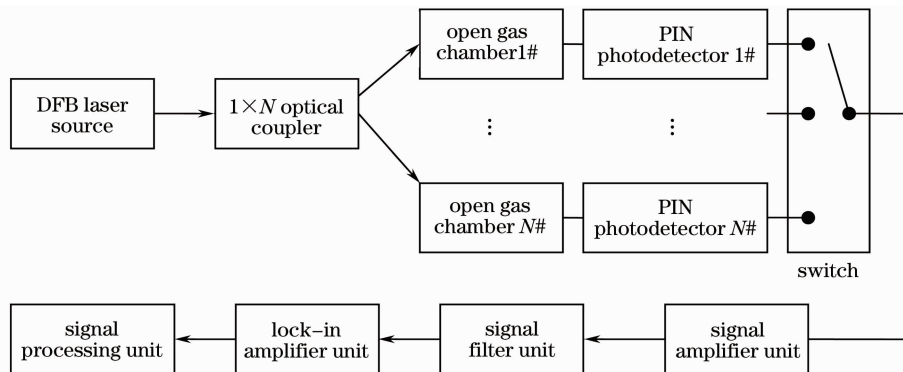 DFB laser
source
1×N optical
coupler
open gas
chamber1#
PIN
photodetector 1#
⋮
⋮
open gas
chamber N#
PIN
photodetector N#
switch
signal
processing unit
lock-in
amplifier unit
signal
filter unit
signal
amplifier unit